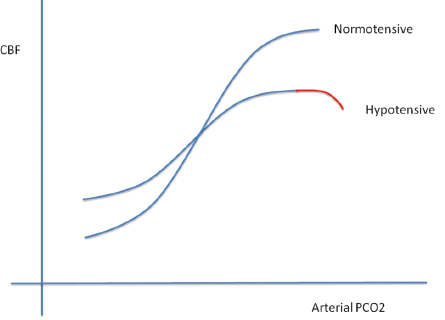 Normotensive
CBF
Hypotensive
Arterial PCO2